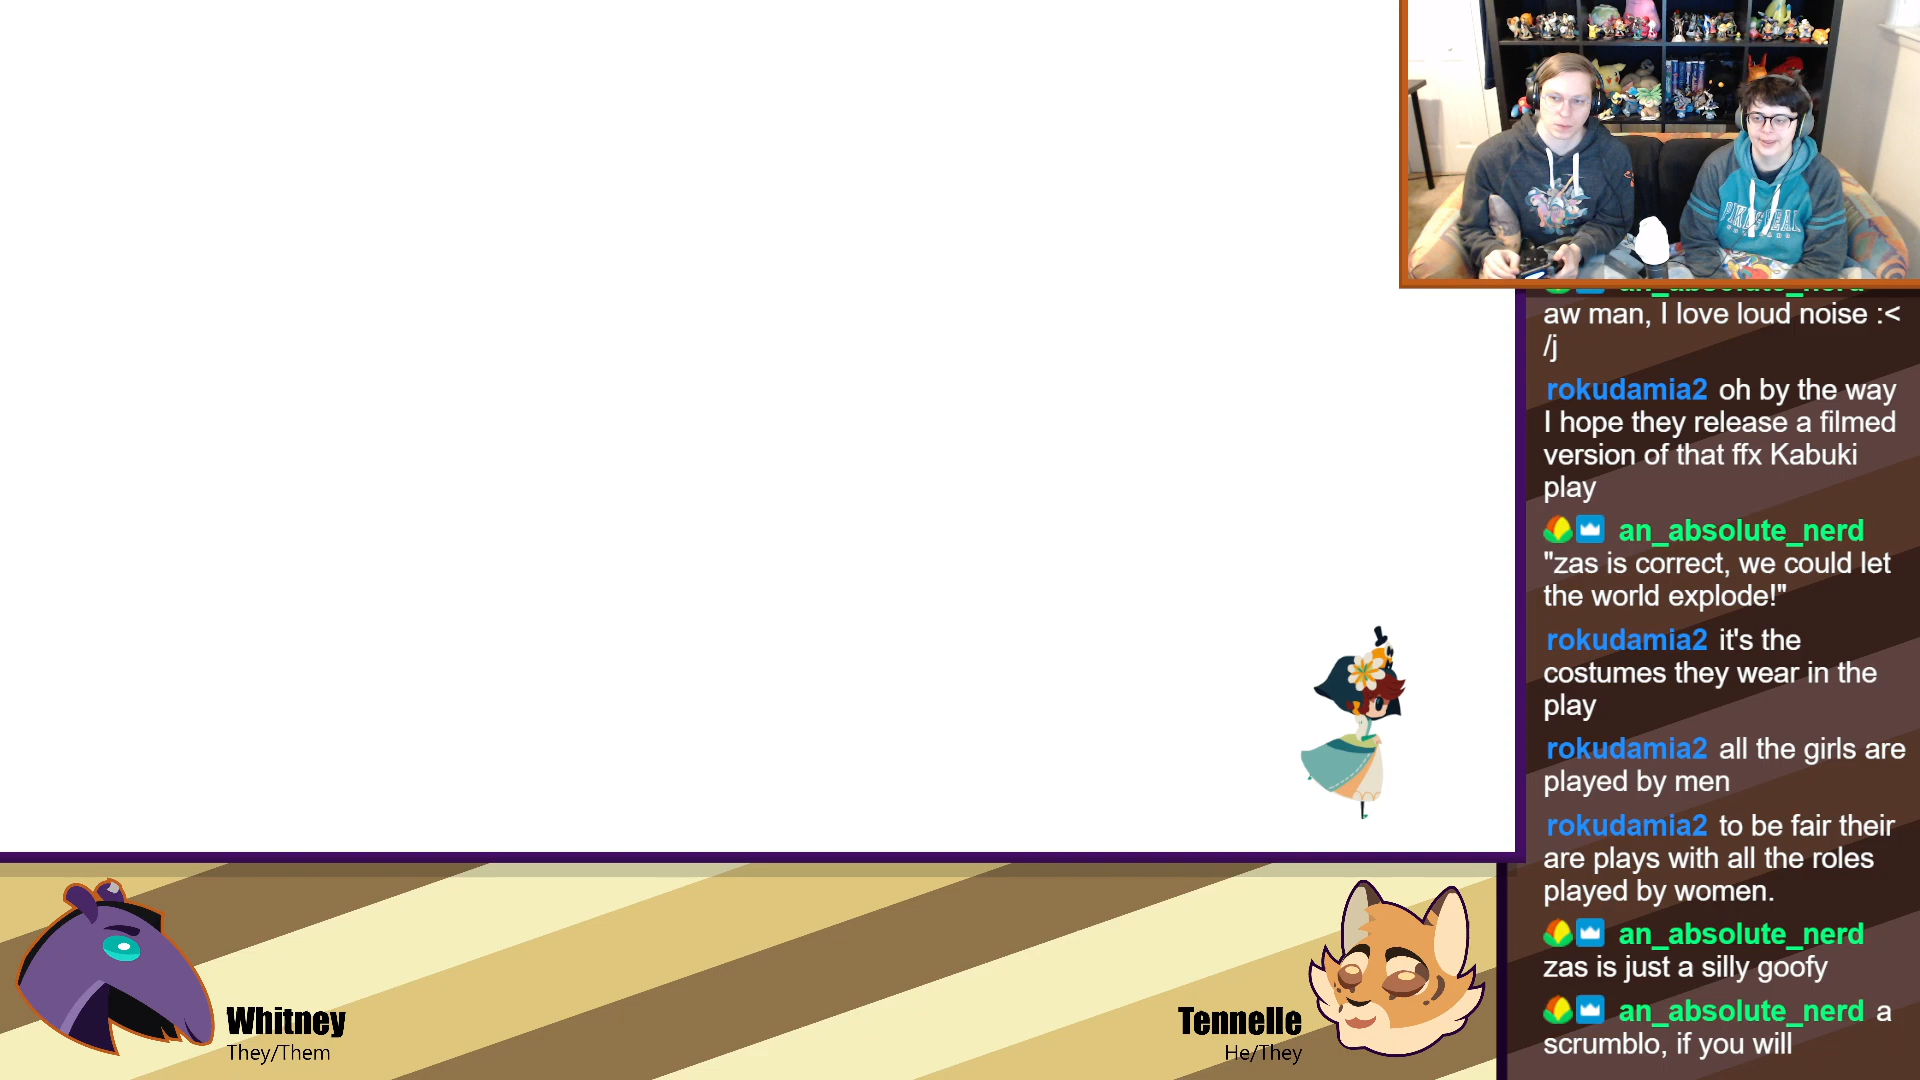 an_absolute_nerd
aw man, I love loud noise :<
/j
rokudamia2 oh by the way
I hope they release a filmed
version of that ffx Kabuki
play
an_absolute_nerd
"zas is correct, we could let
the world explode!"
rokudamia2 it's the
costumes they wear in the
play
rokudamia2 all the girls are
played by men
rokudamia2 to be fair their
are plays with all the roles
played by women.
an_absolute_nerd
zas is just a silly goofy
an_absolute_nerd a
scrumblo, if you will
Whitney
They/Them
Tennelle
He/They